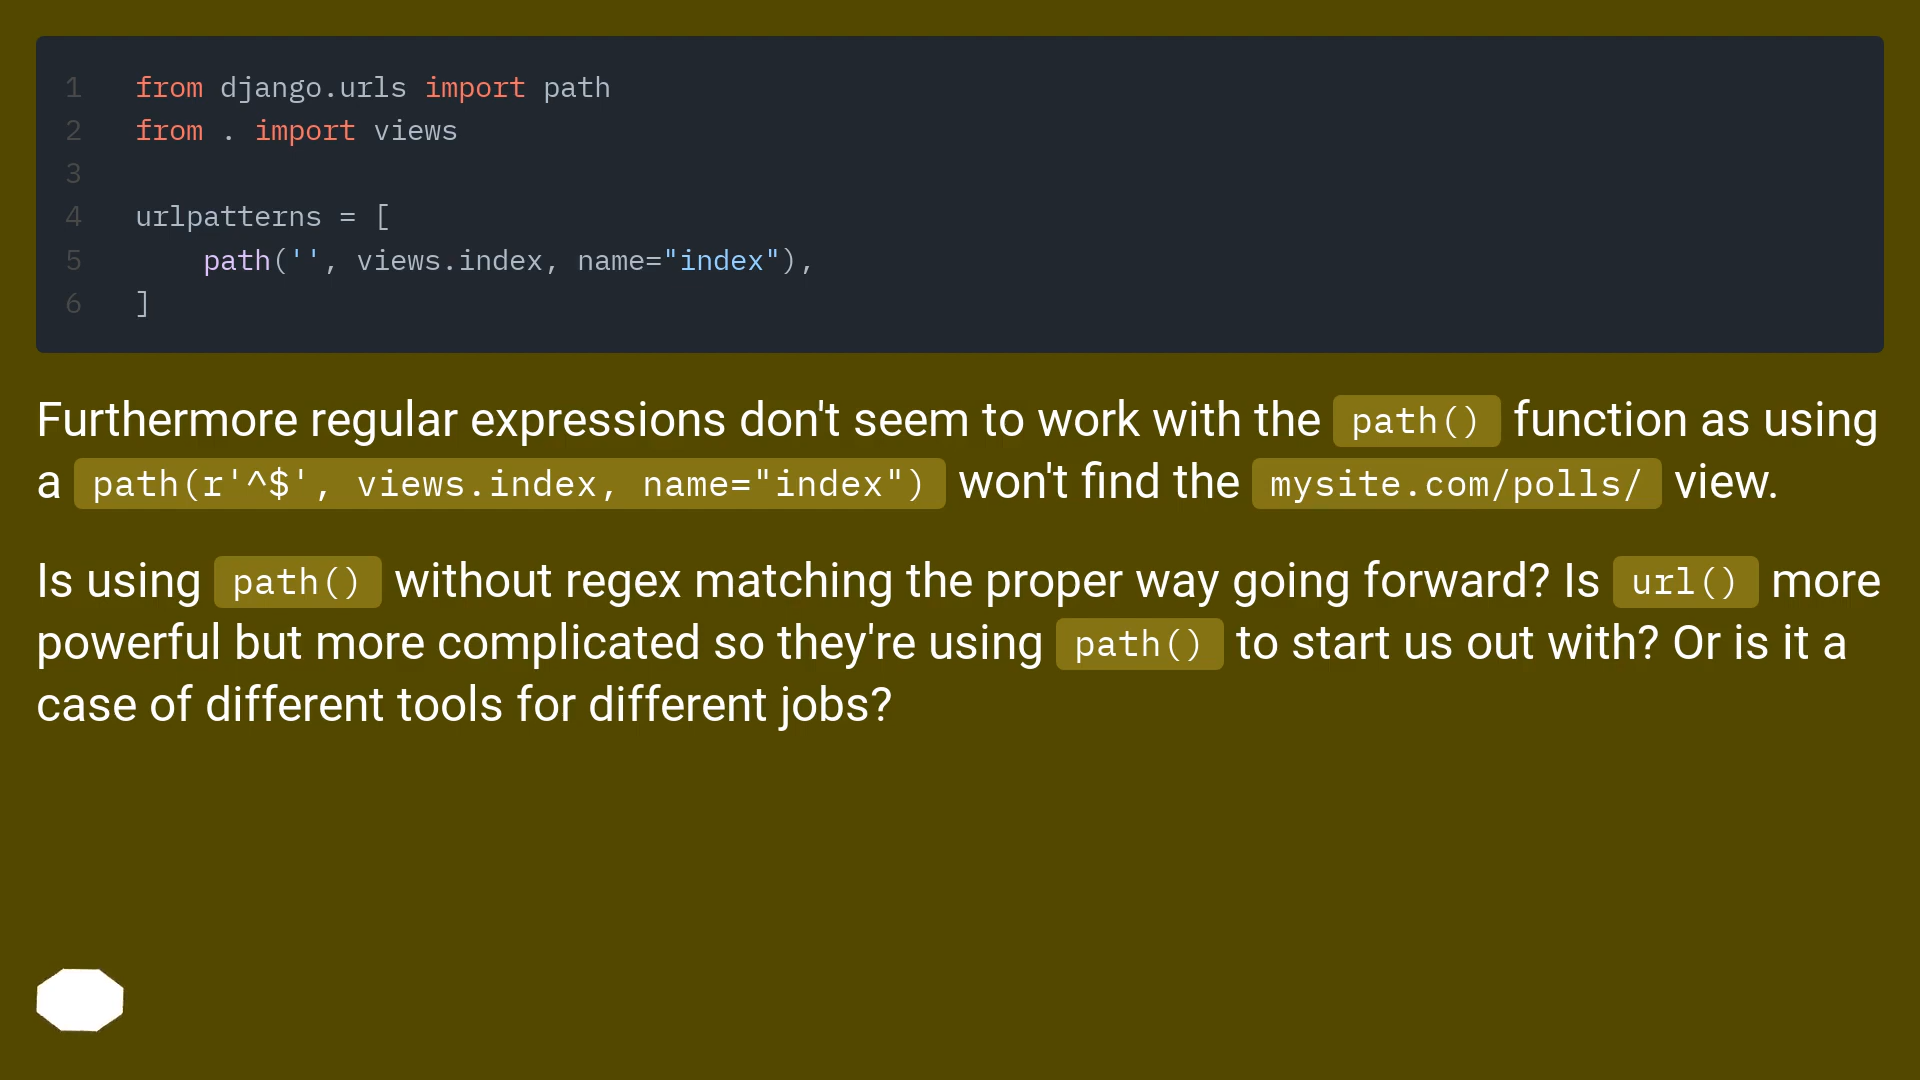 1 from django.urls import path
2 from . import views
3
4 urlpatterns = [
5     path('', views.index, name="index"),
6 ]
Furthermore regular expressions don't seem to work with the path() function as using
a path(r'^$', views.index, name="index") won't find the mysite.com/polls/ view.
Is using path() without regex matching the proper way going forward? Is url() more
powerful but more complicated so they're using path() to start us out with? Or is it a
case of different tools for different jobs?